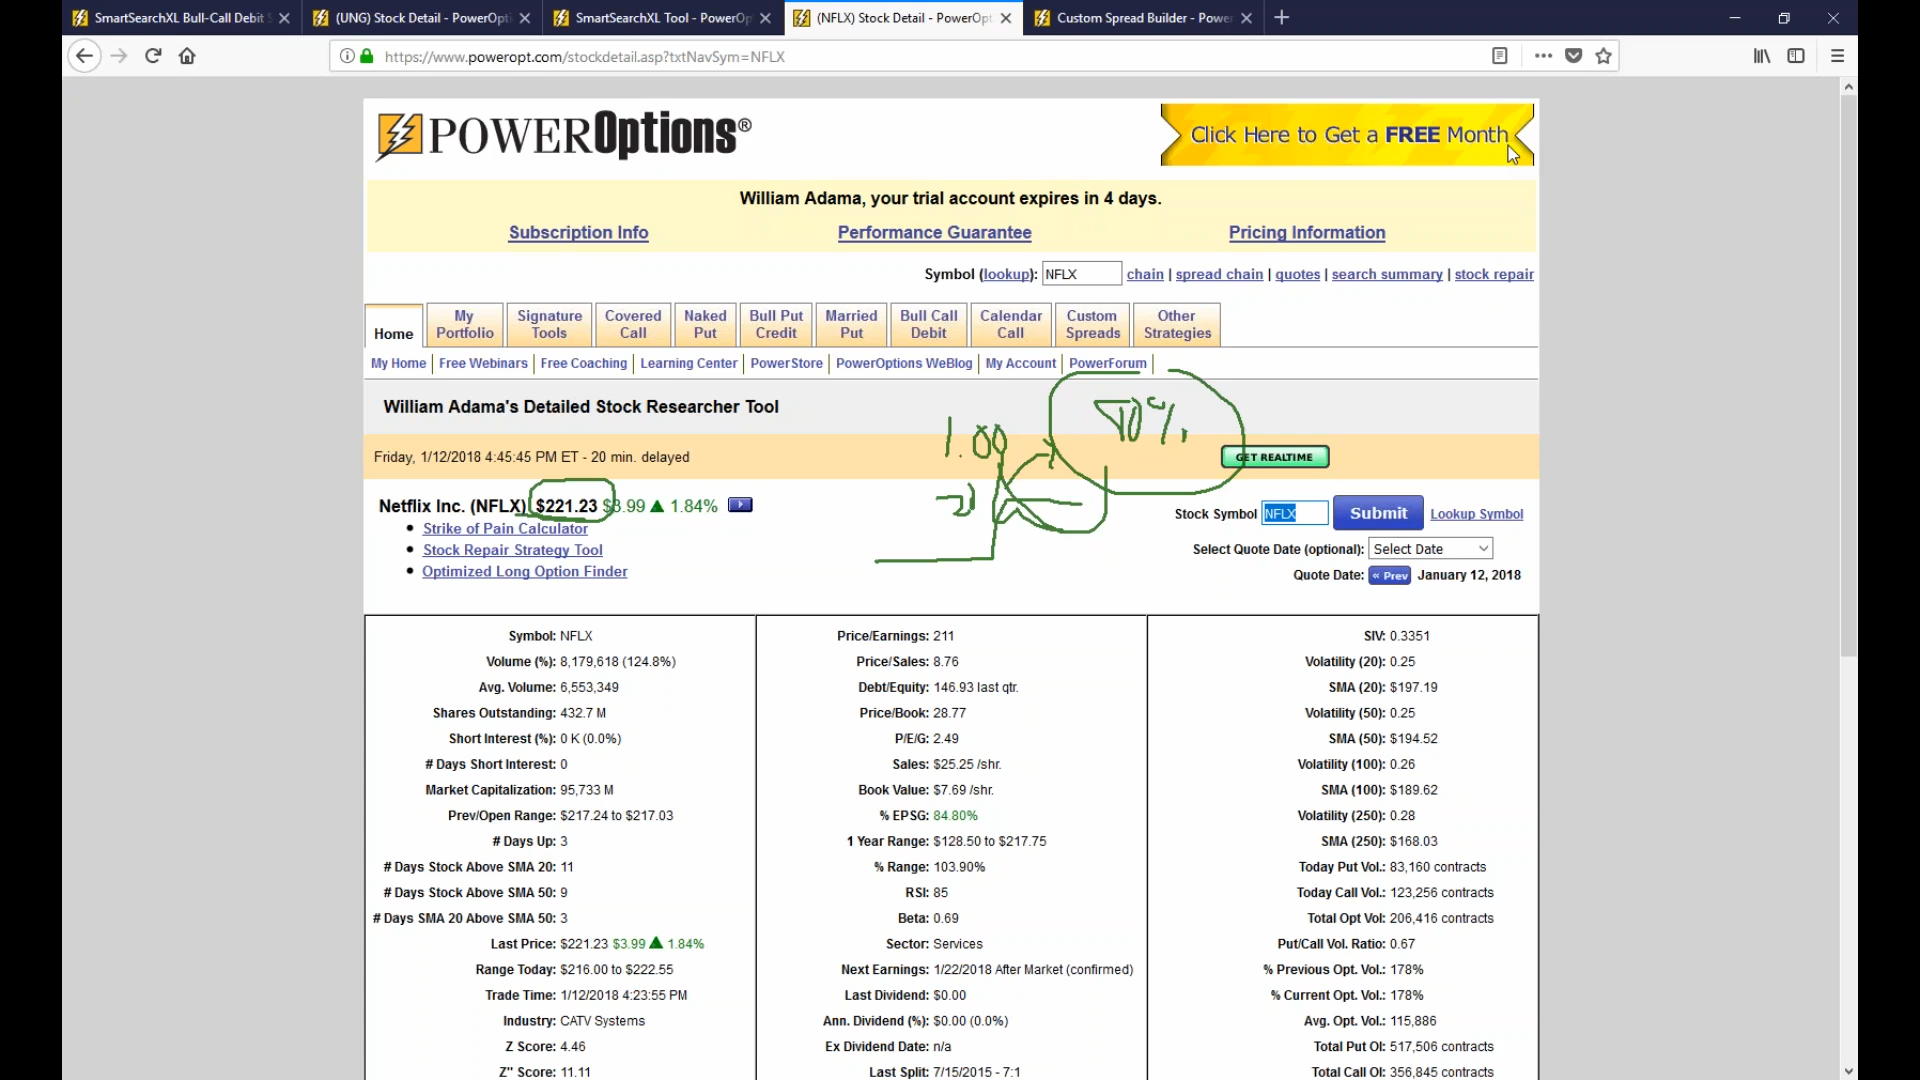 SmartSearchXL Bull-Call Debit S
(UNG) Stock Detail - PowerOpti
SmartSearchXL Tool - PowerOp
(NFLX) Stock Detail - PowerOpt
Custom Spread Builder - Power
https://www.poweropt.com/stockdetail.asp?txtNavSym=NFLX
POWEROptions®
Click Here to Get a FREE Month
William Adama, your trial account expires in 4 days.
Subscription Info Performance Guarantee Pricing Information
Symbol (lookup): NFLX chain | spread chain | quotes | search summary | stock repair
Home
My Portfolio
Signature Tools
Covered Call
Naked Put
Bull Put Credit
Married Put
Bull Call Debit
Calendar Call
Custom Spreads
Other Strategies
My Home | Free Webinars | Free Coaching | Learning Center | PowerStore | PowerOptions WeBlog | My Account | PowerForum |
William Adama's Detailed Stock Researcher Tool
1.00
Friday, 1/12/2018 4:45:45 PM ET - 20 min. delayed
GET REALTIME
Netflix Inc. (NFLX) $221.23 $3.99 1.84%
Strike of Pain Calculator
Stock Repair Strategy Tool
Optimized Long Option Finder
Stock Symbol NFLX Submit Lookup Symbol
Select Quote Date (optional): Select Date
Quote Date: « Prev January 12, 2018
Symbol: NFLX
Volume (%): 8,179,618 (124.8%)
Avg. Volume: 6,553,349
Shares Outstanding: 432.7 M
Short Interest (%): 0 K (0.0%)
# Days Short Interest: 0
Market Capitalization: 95,733 M
Prev/Open Range: $217.24 to $217.03
# Days Up: 3
# Days Stock Above SMA 20: 11
# Days Stock Above SMA 50: 9
# Days SMA 20 Above SMA 50: 3
Last Price: $221.23 $3.99 1.84%
Range Today: $216.00 to $222.55
Trade Time: 1/12/2018 4:23:55 PM
Industry: CATV Systems
Z Score: 4.46
Z" Score: 11.11
Price/Earnings: 211
Price/Sales: 8.76
Debt/Equity: 146.93 last qtr.
Price/Book: 28.77
P/E/G: 2.49
Sales: $25.25 /shr.
Book Value: $7.69 /shr.
% EPSG: 84.80%
1 Year Range: $128.50 to $217.75
% Range: 103.90%
RSI: 85
Beta: 0.69
Sector: Services
Next Earnings: 1/22/2018 After Market (confirmed)
Last Dividend: $0.00
Ann. Dividend (%): $0.00 (0.0%)
Ex Dividend Date: n/a
Last Split: 7/15/2015 - 7:1
SIV: 0.3351
Volatility (20): 0.25
SMA (20): $197.19
Volatility (50): 0.25
SMA (50): $194.52
Volatility (100): 0.26
SMA (100): $189.62
Volatility (250): 0.28
SMA (250): $168.03
Today Put Vol.: 83,160 contracts
Today Call Vol.: 123,256 contracts
Total Opt Vol: 206,416 contracts
Put/Call Vol. Ratio: 0.67
% Previous Opt. Vol.: 178%
% Current Opt. Vol.: 178%
Avg. Opt. Vol.: 115,886
Total Put OI: 517,506 contracts
Total Call OI: 356,845 contracts